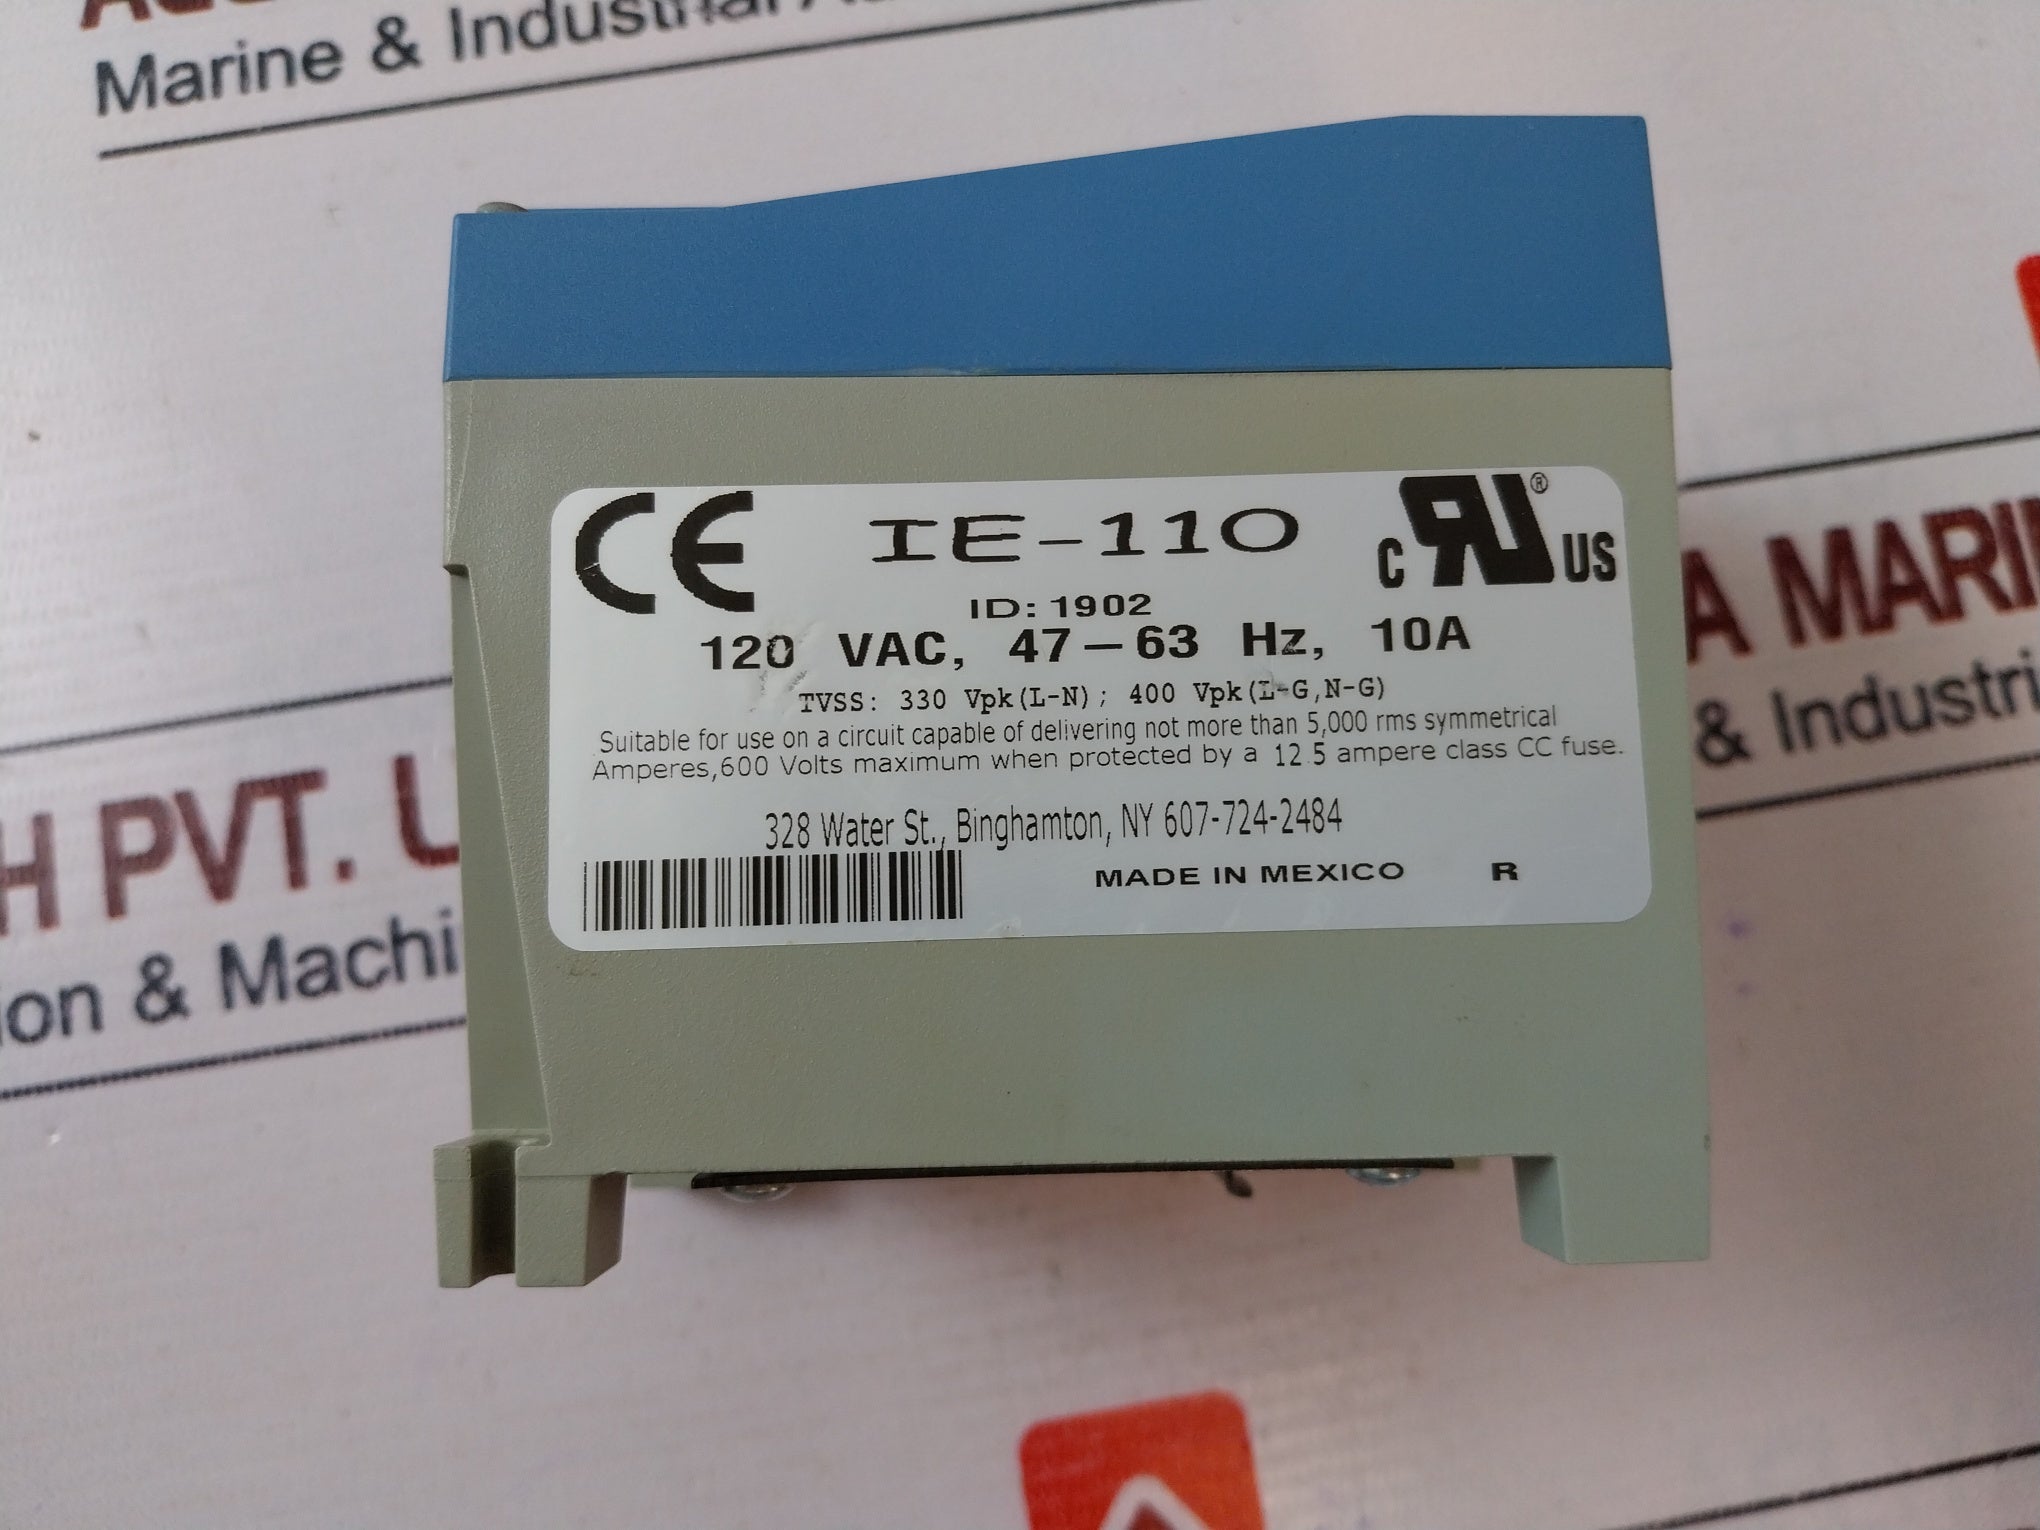 Marine & Industrial
CE IE-110 C UR® US
ID: 1902
120 VAC, 47-63 Hz, 10A
TVSS: 330 Vpk(L-N); 400 Vpk(L-G,N-G)
Suitable for use on a circuit capable of delivering not more than 5,000 rms symmetrical
Amperes,600 Volts maximum when protected by a 12.5 ampere class CC fuse.
328 Water St., Binghamton, NY 607-724-2484
MADE IN MEXICO R
A MARIN
& Industri
H PVT.
ion & Machi